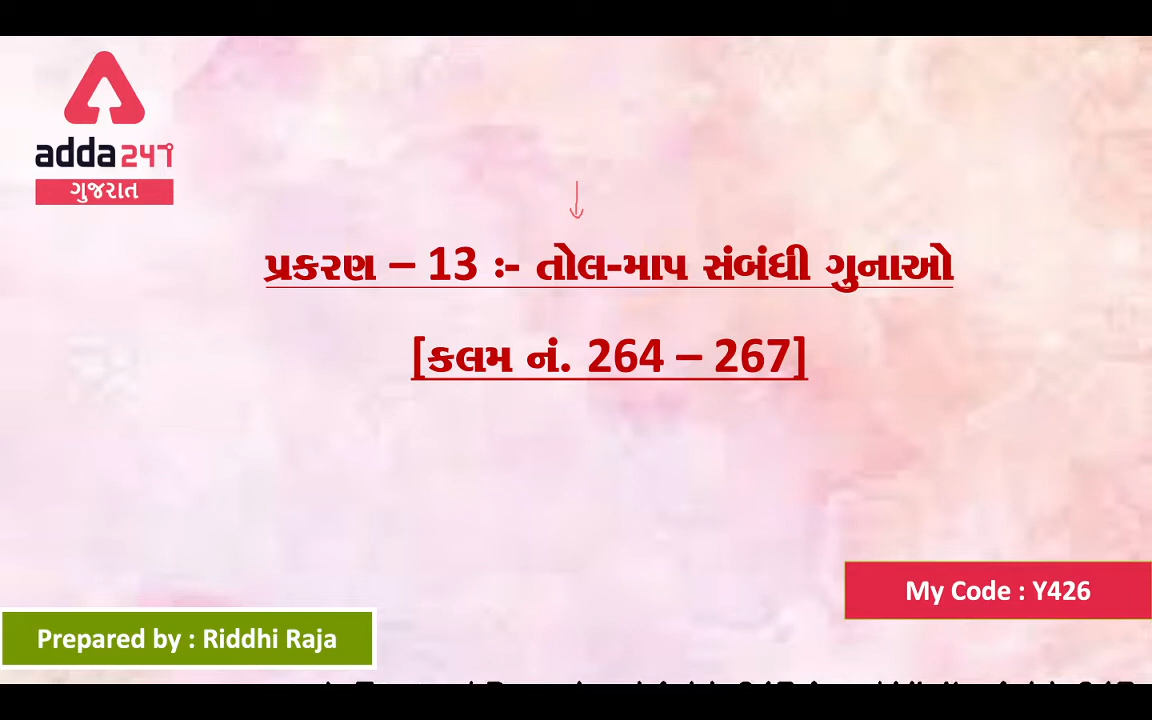 adda247
ગુજરાત
પ્રકરણ – 13 :- તોલ-માપ સંબંધી ગુનાઓ
[કલમ નં. 264 – 267]
My Code : Y426
Prepared by : Riddhi Raja